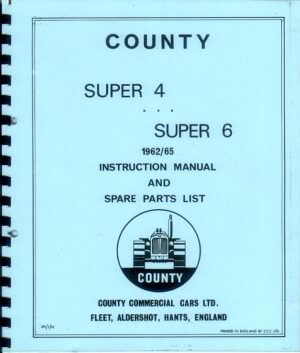 COUNTY
SUPER 4
. . .
SUPER 6
1962/65
INSTRUCTION MANUAL
AND
SPARE PARTS LIST
COUNTY
COUNTY COMMERCIAL CARS LTD.
FLEET, ALDERSHOT, HANTS, ENGLAND
PRINTED IN ENGLAND BY C.C.C. LTD.